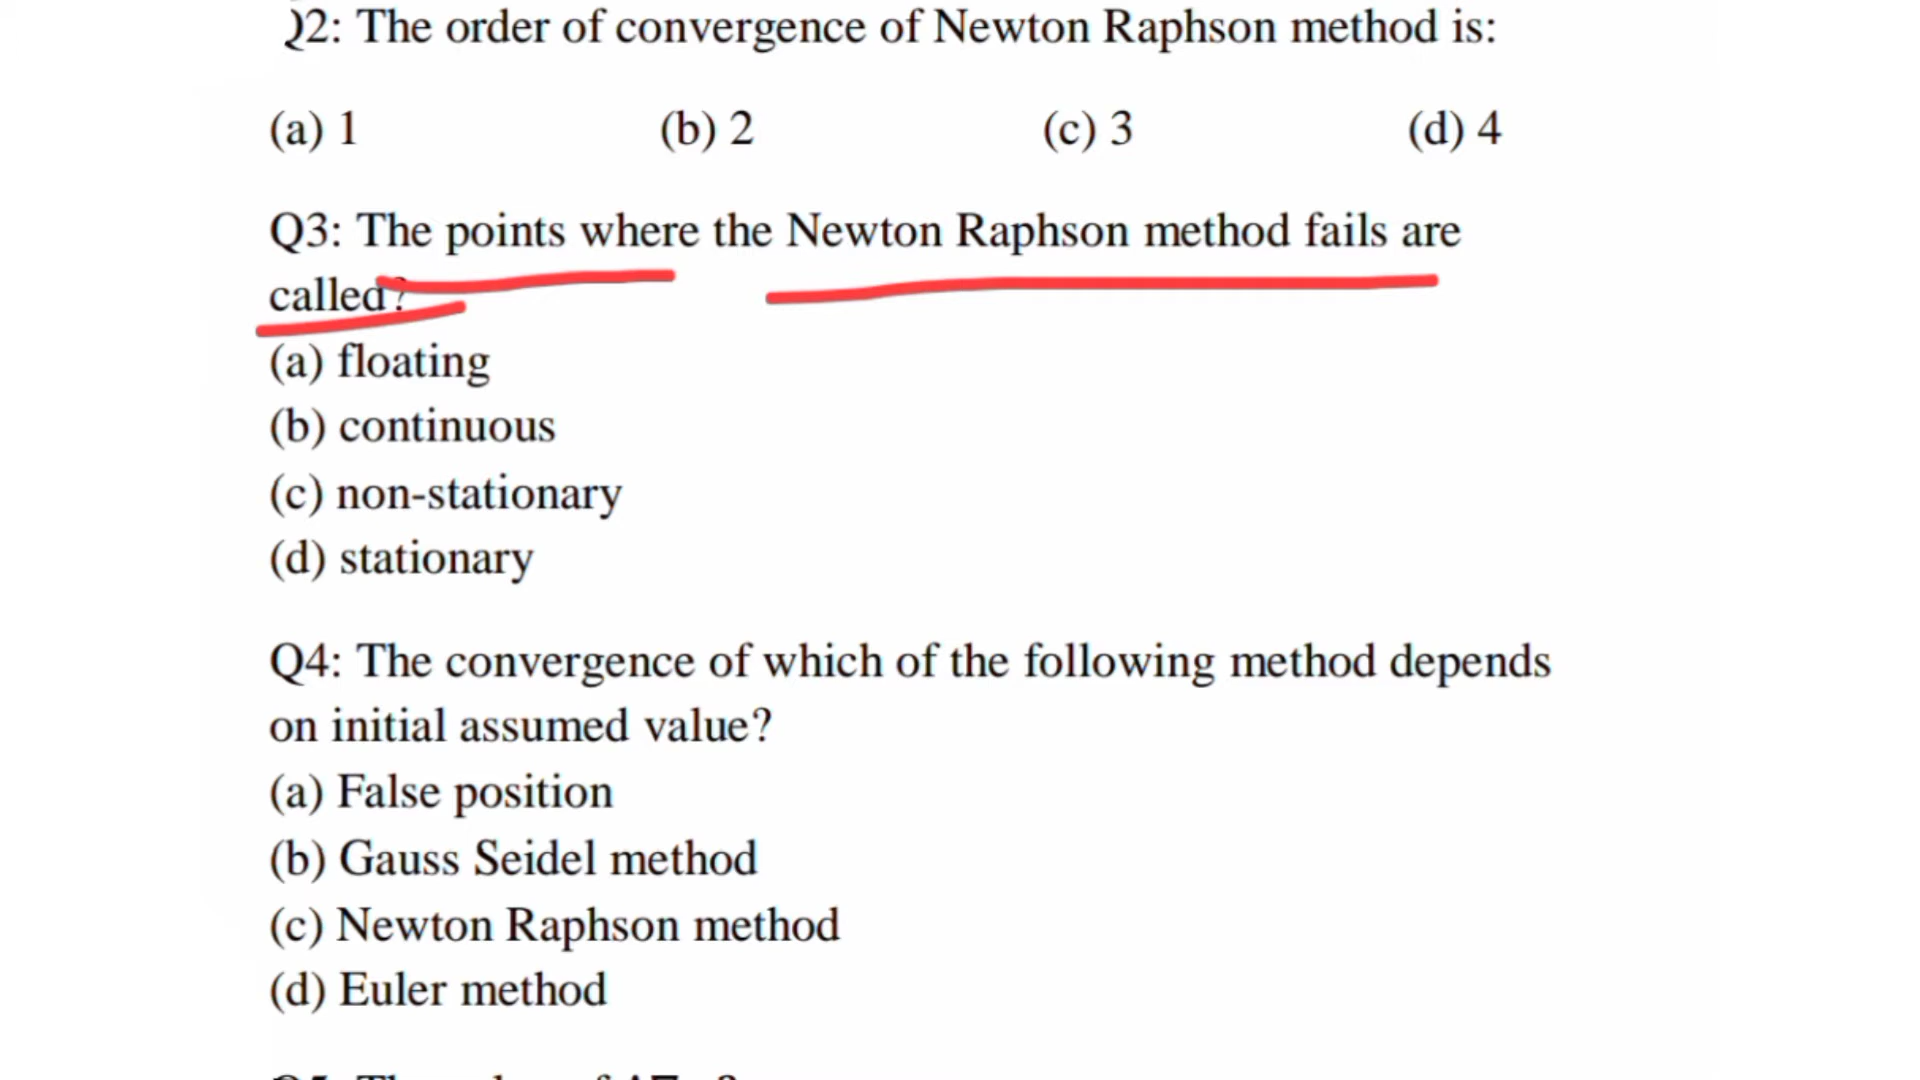 Q2: The order of convergence of Newton Raphson method is:
(a) 1 (b) 2 (c) 3 (d) 4
Q3: The points where the Newton Raphson method fails are
called?
(a) floating
(b) continuous
(c) non-stationary
(d) stationary
Q4: The convergence of which of the following method depends
on initial assumed value?
(a) False position
(b) Gauss Seidel method
(c) Newton Raphson method
(d) Euler method